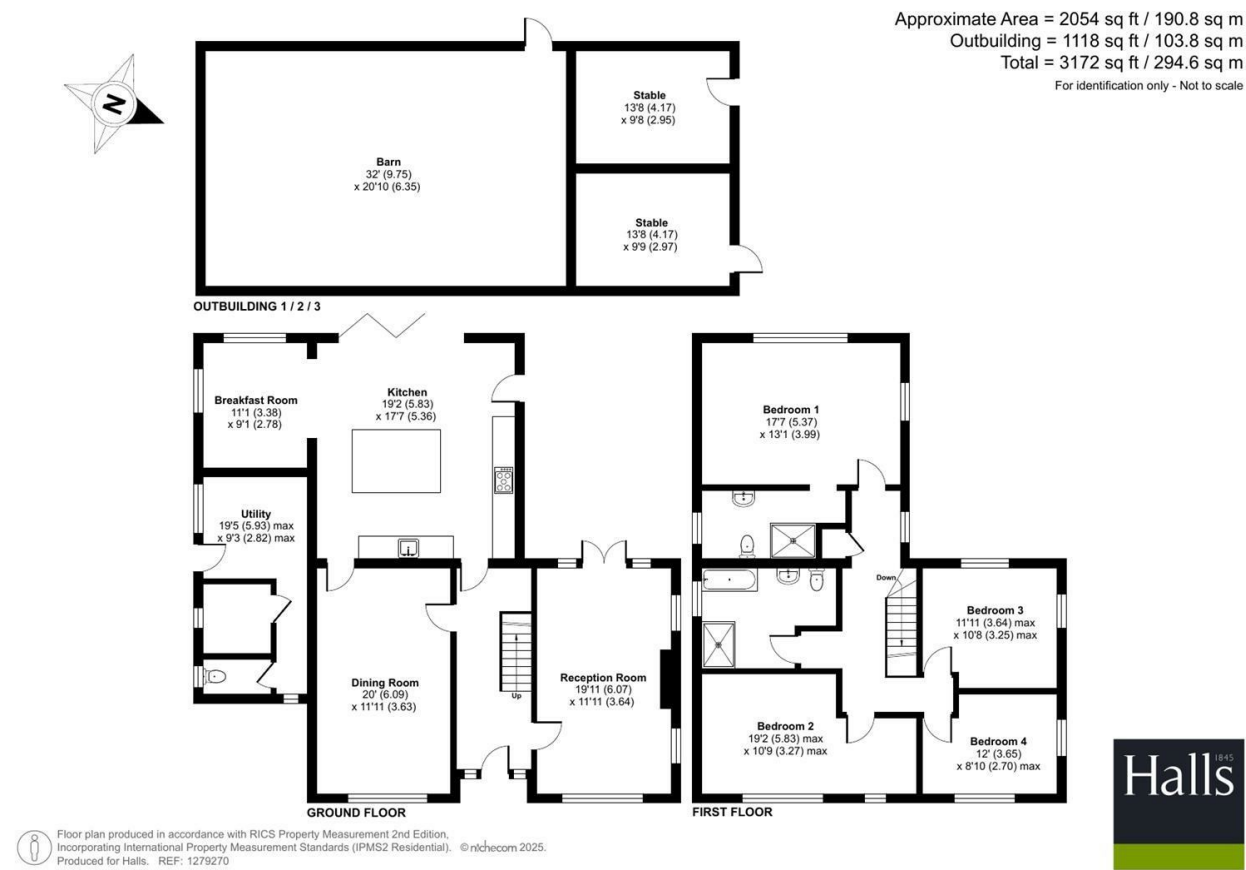 Approximate Area = 2054 sq ft / 190.8 sq m
Outbuilding = 1118 sq ft / 103.8 sq m
Total = 3172 sq ft / 294.6 sq m
For identification only - Not to scale
N
Stable
13'8 (4.17)
x 9'8 (2.95)
Barn
32' (9.75)
x 20'10 (6.35)
Stable
13'8 (4.17)
x 9'9 (2.97)
OUTBUILDING 1 / 2 / 3
Breakfast Room
11'1 (3.38)
x 9'1 (2.78)
Kitchen
19'2 (5.83)
x 17'7 (5.36)
Utility
19'5 (5.93) max
x 9'3 (2.82) max
Dining Room
20' (6.09)
x 11'11 (3.63)
Up
Reception Room
19'11 (6.07)
x 11'11 (3.64)
GROUND FLOOR
Bedroom 1
17'7 (5.37)
x 13'1 (3.99)
Down
Bedroom 3
11'11 (3.64) max
x 10'8 (3.25) max
Bedroom 2
19'2 (5.83) max
x 10'9 (3.27) max
Bedroom 4
12' (3.65)
x 8'10 (2.70) max
FIRST FLOOR
Halls 1845
Floor plan produced in accordance with RICS Property Measurement 2nd Edition,
Incorporating International Property Measurement Standards (IPMS2 Residential). © nichecom 2025.
Produced for Halls. REF: 1279270